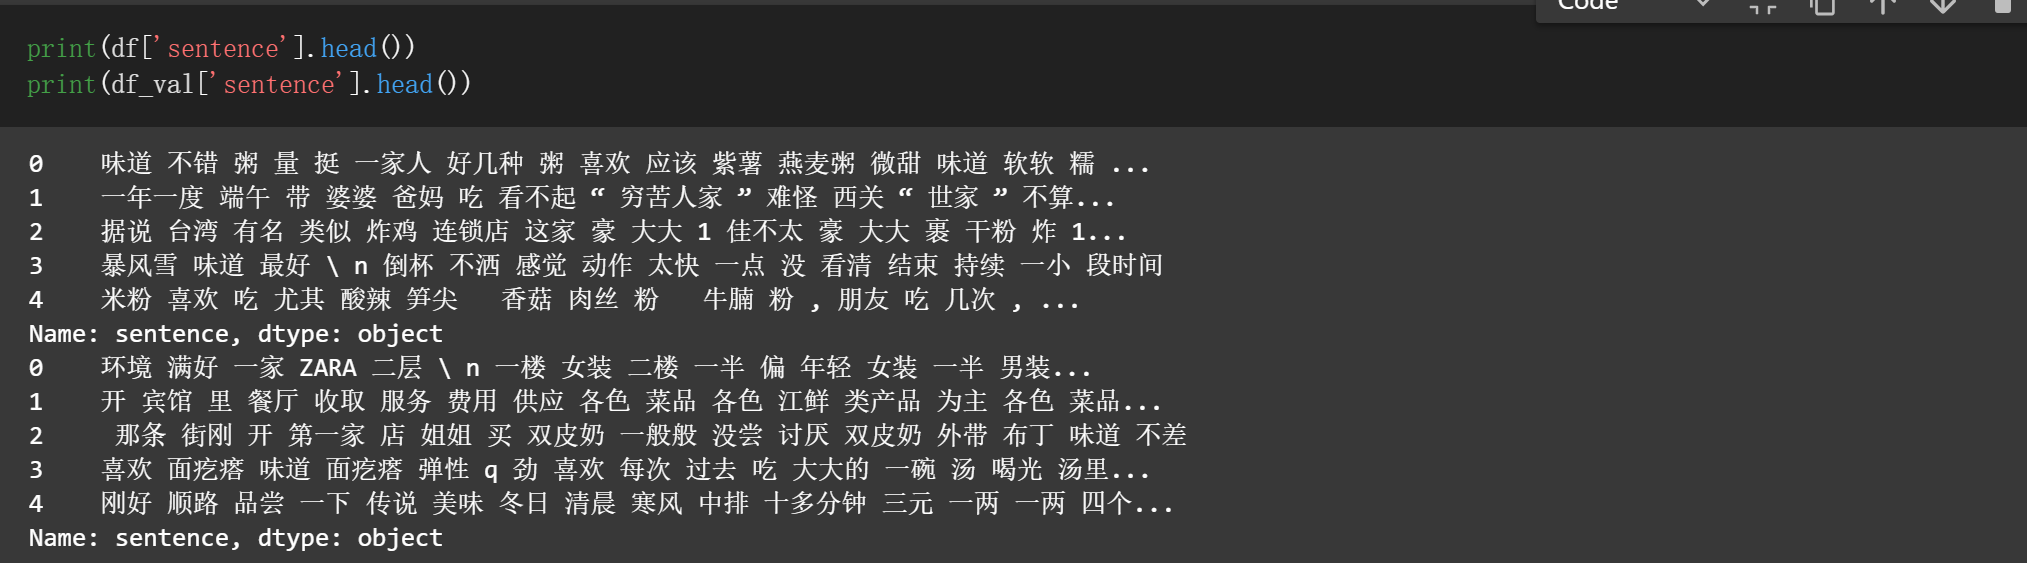 Code
print(df['sentence'].head())
print(df_val['sentence'].head())
0 味道 不错 粥 量 挺 一家人 好几种 粥 喜欢 应该 紫薯 燕麦粥 微甜 味道 软软 糯 ...
1 一年一度 端午 带 婆婆 爸妈 吃 看不起 “ 穷苦人家 ” 难怪 西关 “ 世家 ” 不算...
2 据说 台湾 有名 类似 炸鸡 连锁店 这家 豪 大大 1 佳不太 豪 大大 裹 干粉 炸 1...
3 暴风雪 味道 最好 \ n 倒杯 不洒 感觉 动作 太快 一点 没 看清 结束 持续 一小 段时间
4 米粉 喜欢 吃 尤其 酸辣 笋尖   香菇 肉丝 粉   牛腩 粉 , 朋友 吃 几次 , ...
Name: sentence, dtype: object
0 环境 满好 一家 ZARA 二层 \ n 一楼 女装 二楼 一半 偏 年轻 女装 一半 男装...
1 开 宾馆 里 餐厅 收取 服务 费用 供应 各色 菜品 各色 江鲜 类产品 为主 各色 菜品...
2 那条 街刚 开 第一家 店 姐姐 买 双皮奶 一般般 没尝 讨厌 双皮奶 外带 布丁 味道 不差
3 喜欢 面疙瘩 味道 面疙瘩 弹性 q 劲 喜欢 每次 过去 吃 大大的 一碗 汤 喝光 汤里...
4 刚好 顺路 品尝 一下 传说 美味 冬日 清晨 寒风 中排 十多分钟 三元 一两 一两 四个...
Name: sentence, dtype: object